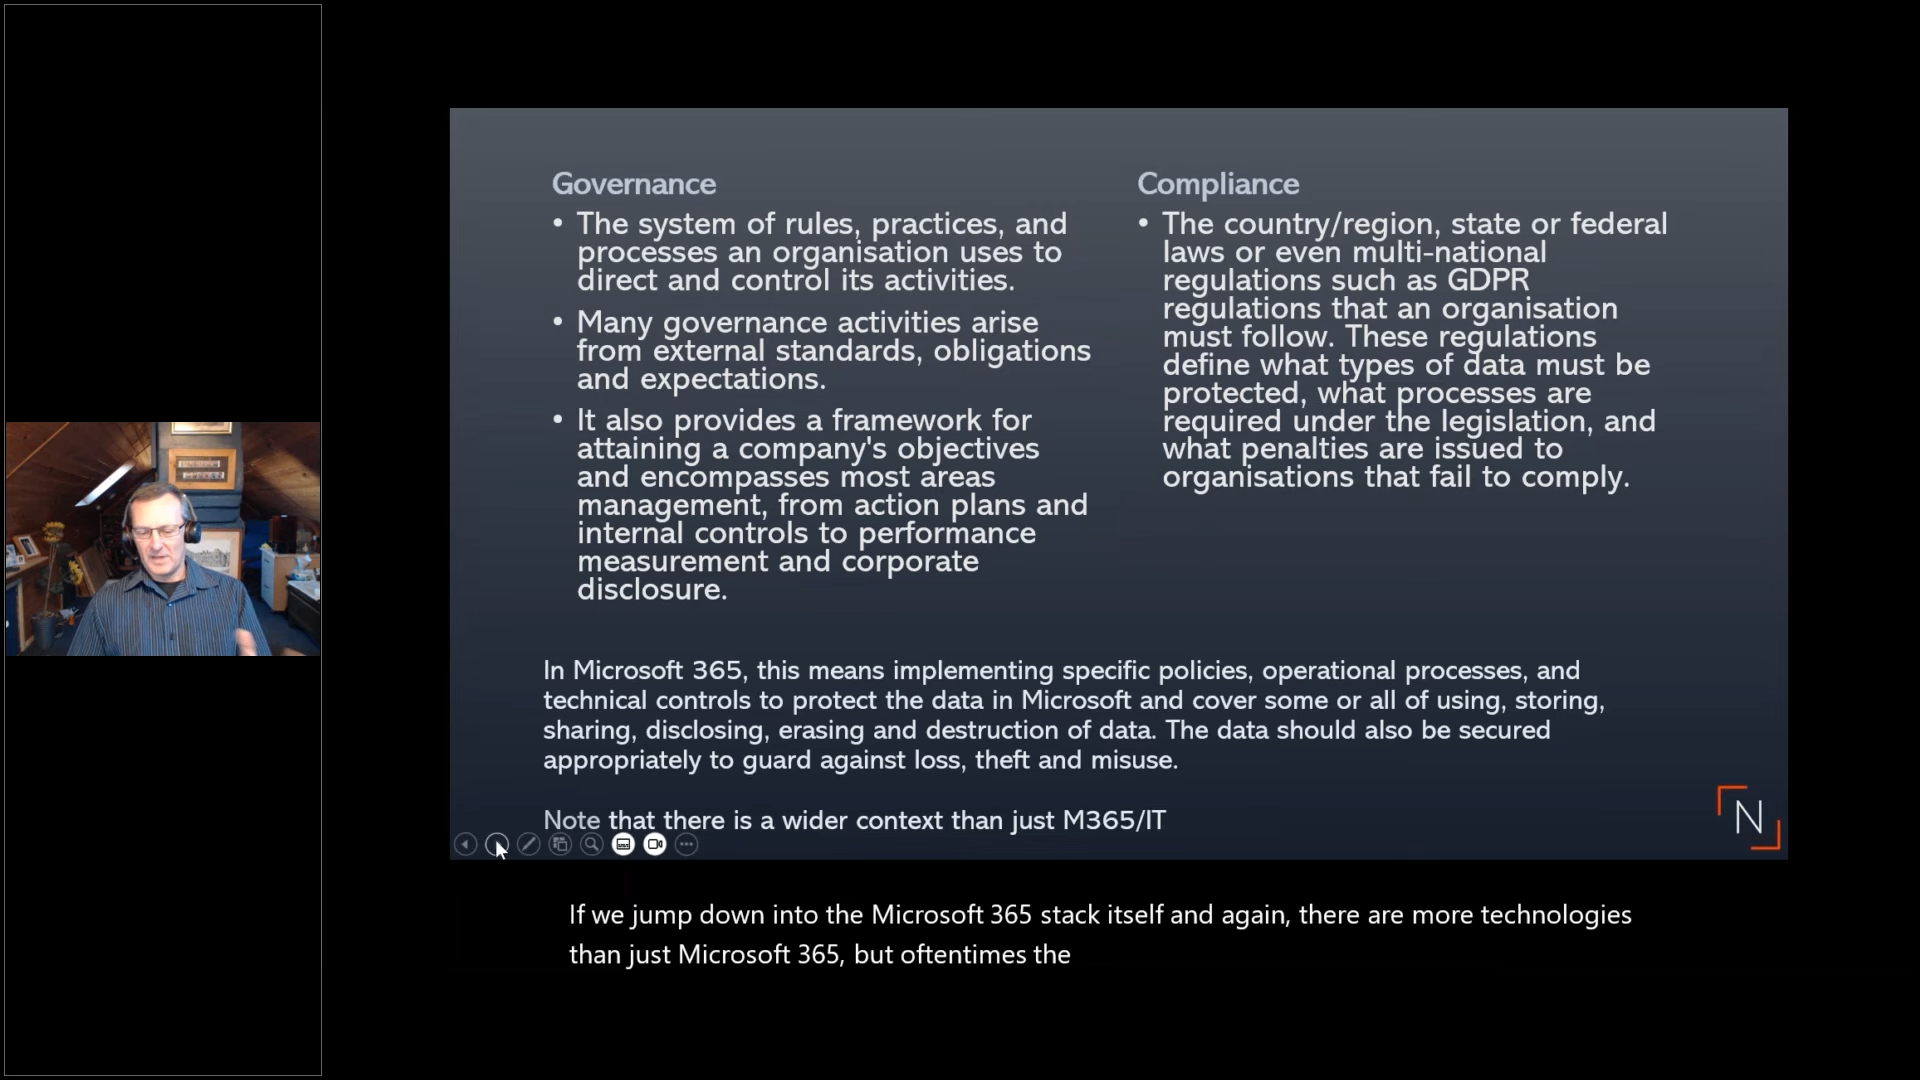 Governance
• The system of rules, practices, and
processes an organisation uses to
direct and control its activities.
• Many governance activities arise
from external standards, obligations
and expectations.
• It also provides a framework for
attaining a company's objectives
and encompasses most areas
management, from action plans and
internal controls to performance
measurement and corporate
disclosure.
Compliance
• The country/region, state or federal
laws or even multi-national
regulations such as GDPR
regulations that an organisation
must follow. These regulations
define what types of data must be
protected, what processes are
required under the legislation, and
what penalties are issued to
organisations that fail to comply.
In Microsoft 365, this means implementing specific policies, operational processes, and
technical controls to protect the data in Microsoft and cover some or all of using, storing,
sharing, disclosing, erasing and destruction of data. The data should also be secured
appropriately to guard against loss, theft and misuse.
Note that there is a wider context than just M365/IT
N
If we jump down into the Microsoft 365 stack itself and again, there are more technologies
than just Microsoft 365, but oftentimes the